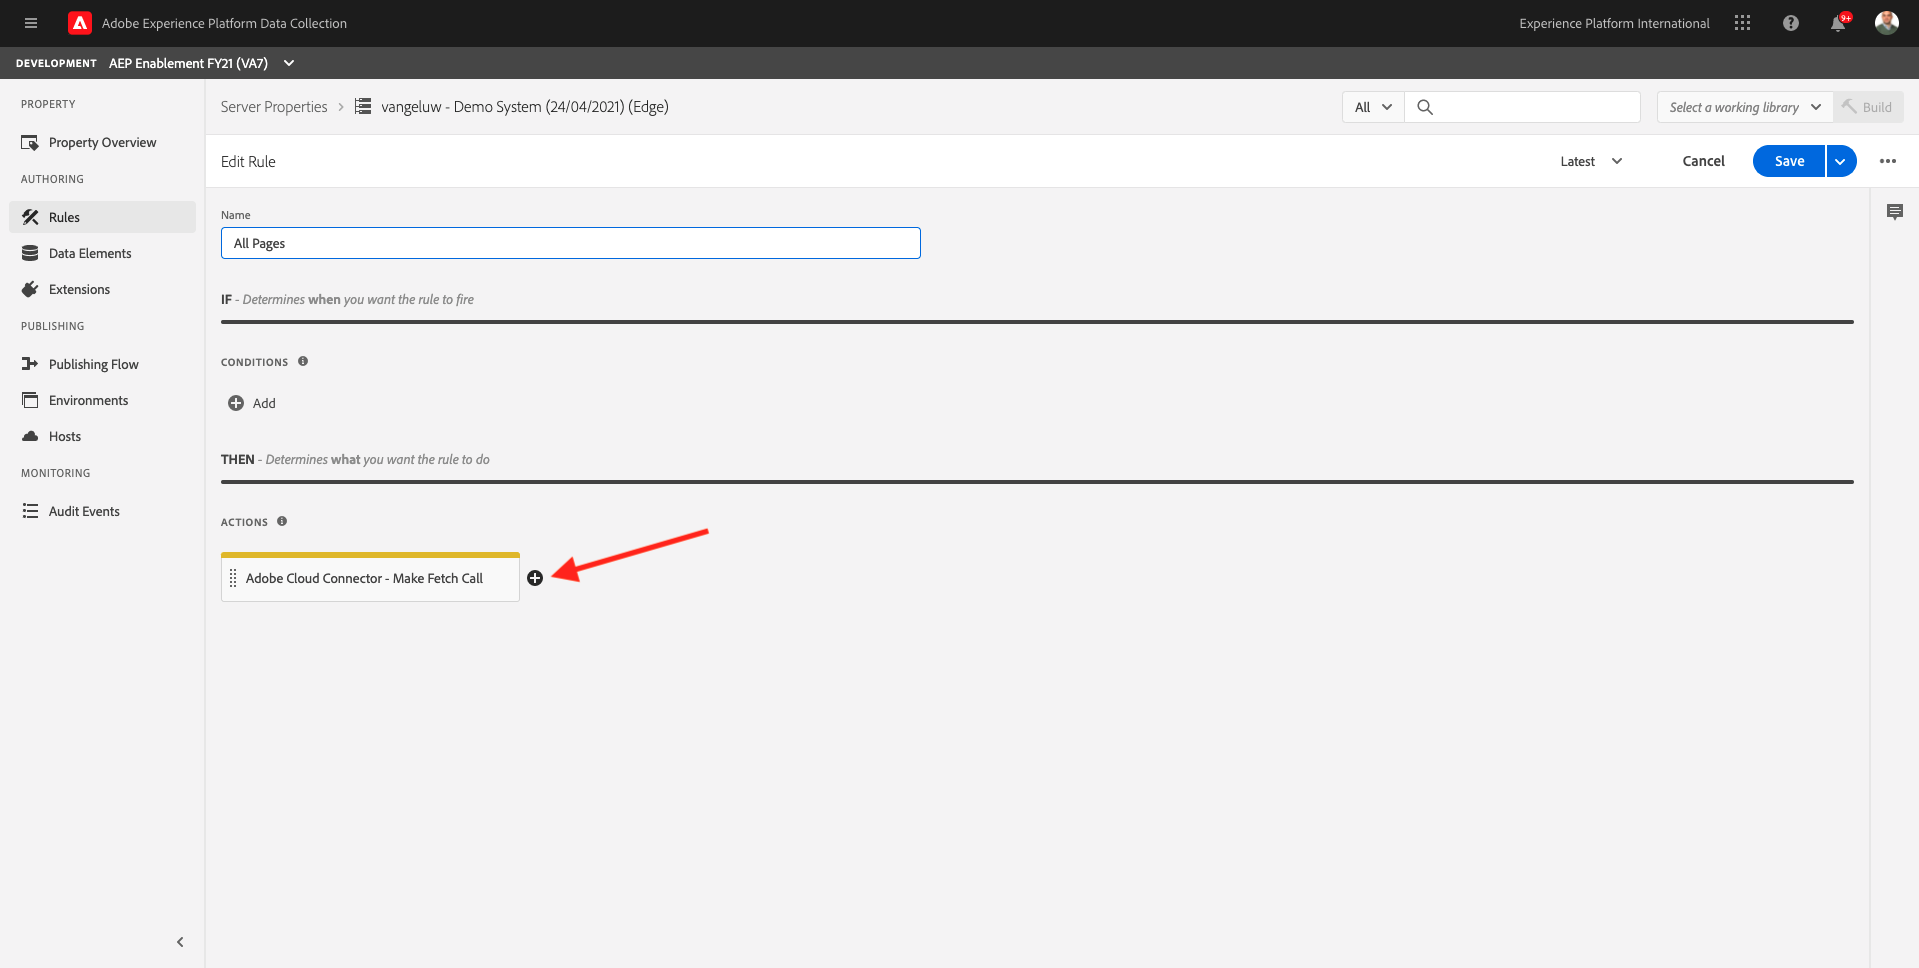 Adobe Experience Platform Data Collection
Experience Platform International
9+
DEVELOPMENT AEP Enablement FY21 (VA7)
PROPERTY
Property Overview
AUTHORING
Rules
Data Elements
Extensions
PUBLISHING
Publishing Flow
Environments
Hosts
MONITORING
Audit Events
Server Properties > vangeluw - Demo System (24/04/2021) (Edge)
All
Select a working library
Build
Edit Rule
Latest
Cancel
Save
Name
All Pages
IF - Determines when you want the rule to fire
CONDITIONS
Add
THEN - Determines what you want the rule to do
ACTIONS
Adobe Cloud Connector - Make Fetch Call